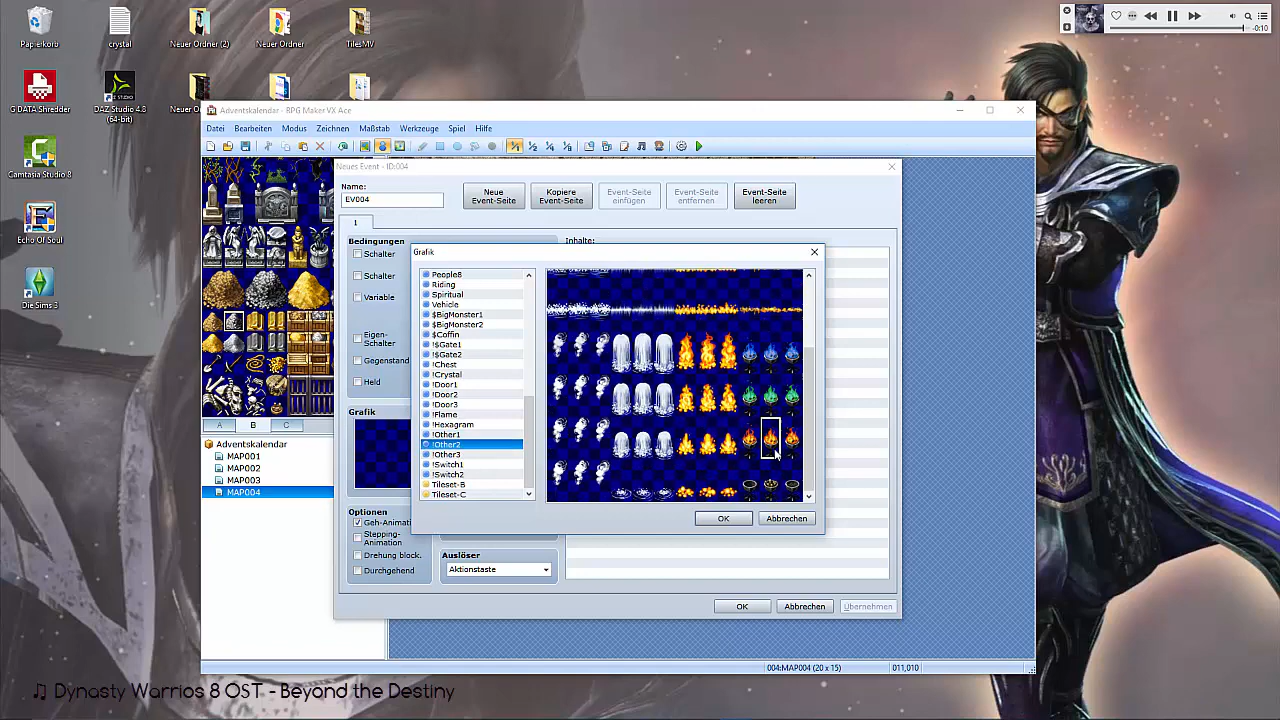 Papierkorb
crystal
Neuer Ordner (2)
Neuer Ordner
TilesMV
-0:10
G DATA Shredder
DAZ Studio 4.8
(64-bit)
Neuer O
Camtasia Studio 8
Echo Of Soul
Die Sims 3
Adventskalendar - RPG Maker VX Ace
Datei Bearbeiten Modus Zeichnen Maßstab Werkzeuge Spiel Hilfe
Neues Event - ID:004
Name:
EV004
Neue
Event-Seite
Kopiere
Event-Seite
Event-Seite
einfügen
Event-Seite
entfernen
Event-Seite
leeren
1
Bedingungen
Schalter
Schalter
Variable
Eigen-
Schalter
Gegenstand
Held
Inhalte:
Grafik
People8
Riding
Spiritual
Vehicle
$BigMonster1
$BigMonster2
$Coffin
!$Gate1
!$Gate2
!Chest
!Crystal
!Door1
!Door2
!Door3
!Flame
!Hexagram
!Other1
!Other2
!Other3
!Switch1
!Switch2
Tileset-B
Tileset-C
OK Abbrechen
Grafik
Optionen
Geh-Animati
Stepping-
Animation
Drehung block.
Durchgehend
Auslöser
Aktionstaste
OK Abbrechen Übernehmen
A B C
Adventskalendar
MAP001
MAP002
MAP003
MAP004
004:MAP004 (20 x 15) 011,010
♫ Dynasty Warrios 8 OST - Beyond the Destiny